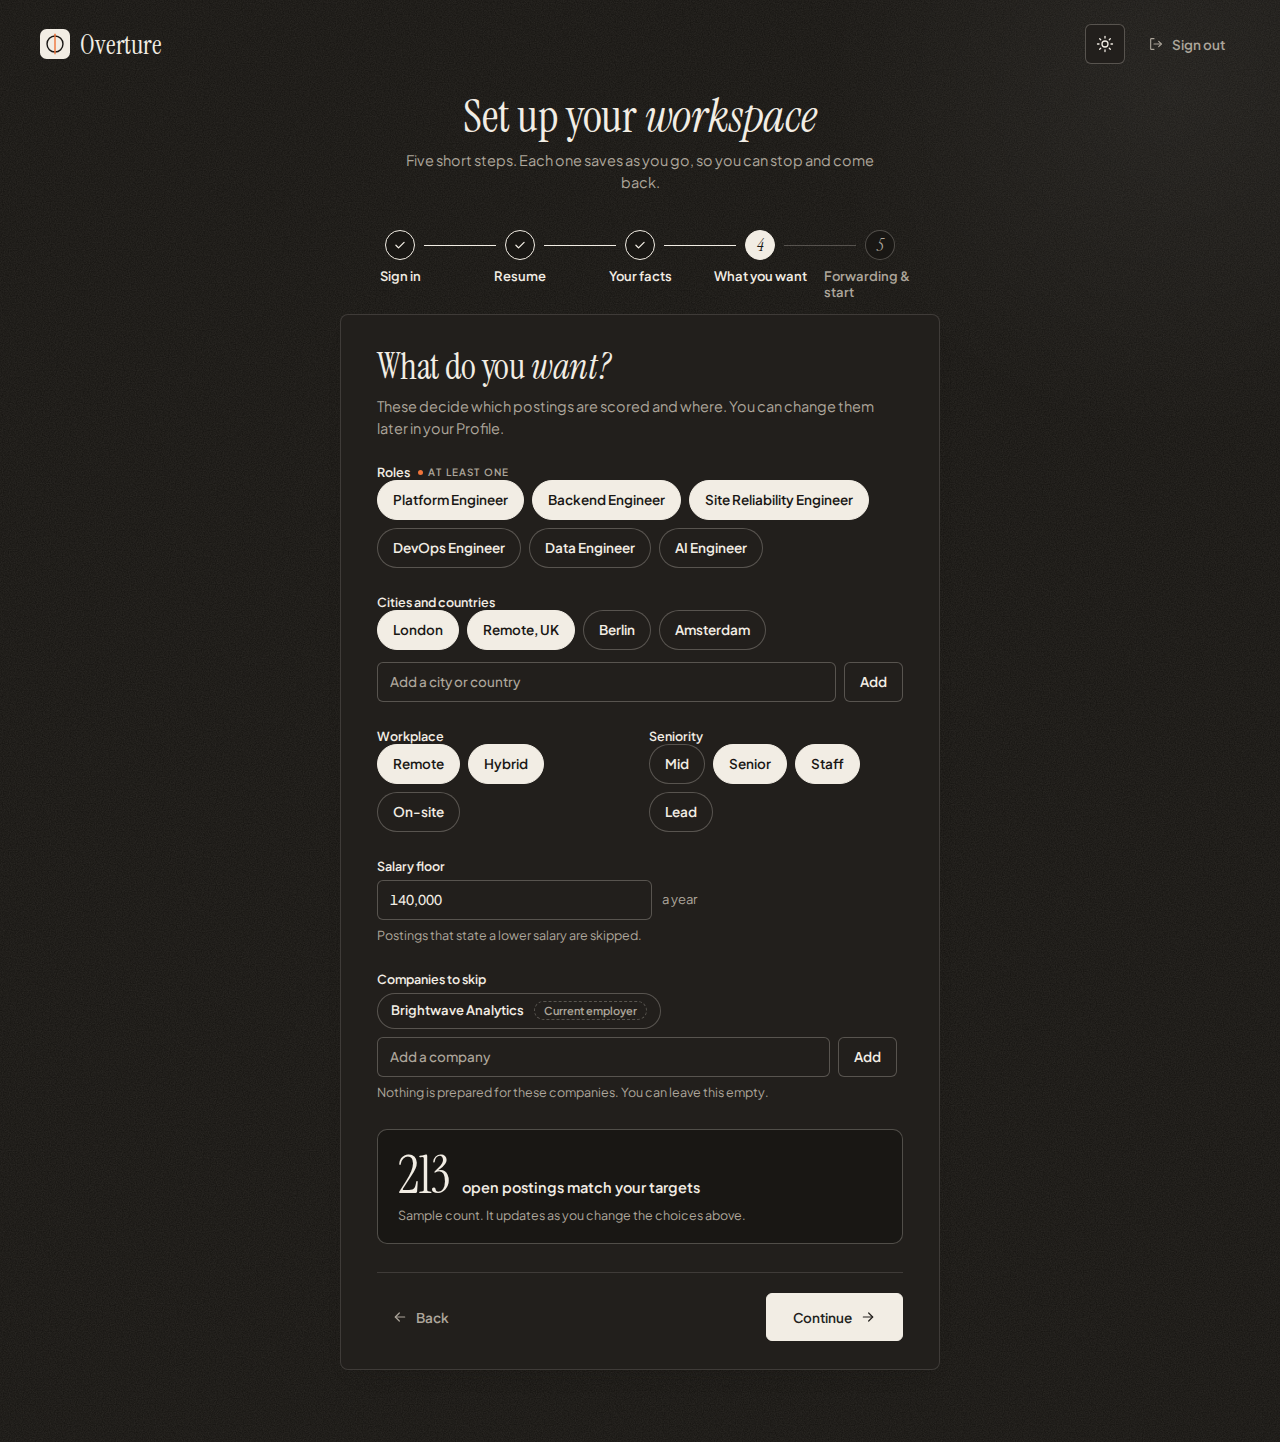 Overture
Sign out
Set up your workspace
Five short steps. Each one saves as you go, so you can stop and come
back.
4
5
Sign in
Resume
Your facts
What you want
Forwarding &
start
What do you want?
These decide which postings are scored and where. You can change them
later in your Profile.
Roles • AT LEAST ONE
Platform Engineer
Backend Engineer
Site Reliability Engineer
DevOps Engineer
Data Engineer
AI Engineer
Cities and countries
London
Remote, UK
Berlin
Amsterdam
Add a city or country
Add
Workplace
Seniority
Remote
Hybrid
Mid
Senior
Staff
On-site
Lead
Salary floor
140,000
a year
Postings that state a lower salary are skipped.
Companies to skip
Brightwave Analytics
Current employer
Add a company
Add
Nothing is prepared for these companies. You can leave this empty.
213 open postings match your targets
Sample count. It updates as you change the choices above.
Back
Continue